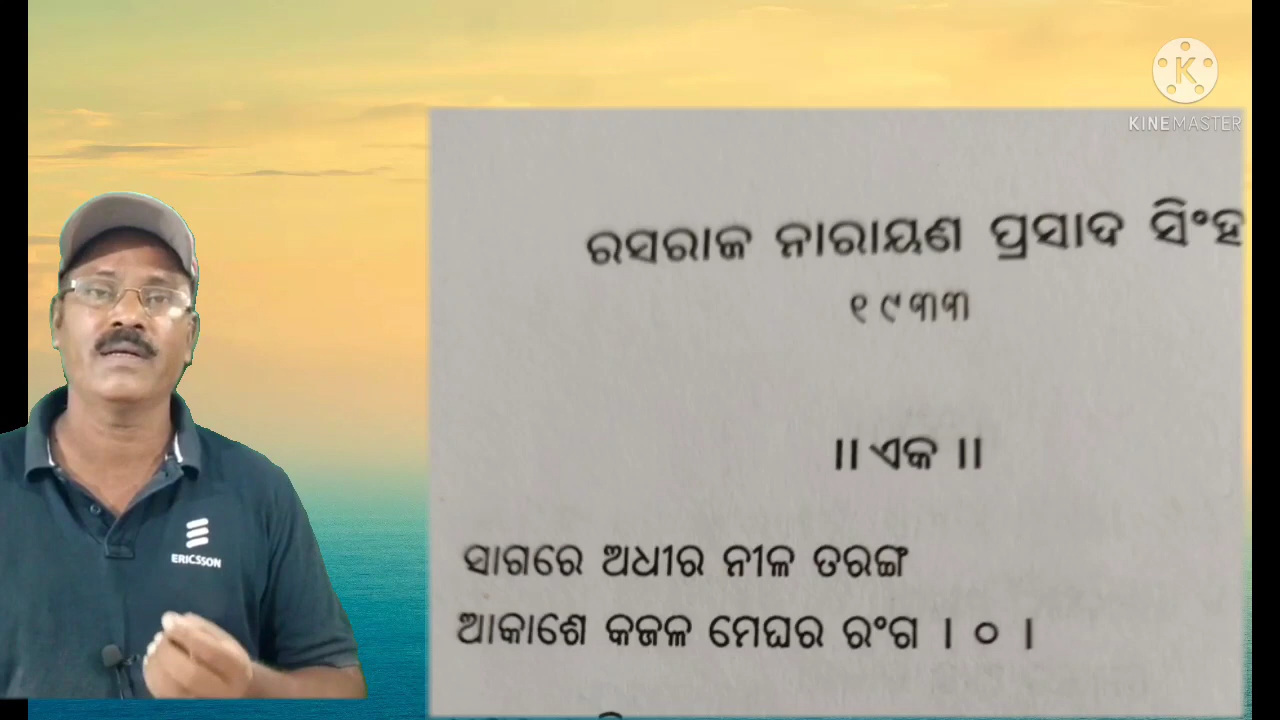 K
KINEMASTER
ରସରାଜ ନାରାୟଣ ପ୍ରସାଦ ସିଂହ
୧୯୩୩
।। ଏକ ।।
ସାଗରେ ଅଧୀର ନୀଳ ତରଙ୍ଗ
ଆକାଶେ କଜଳ ମେଘର ରଂଗ । ୦ ।
ERICSSON